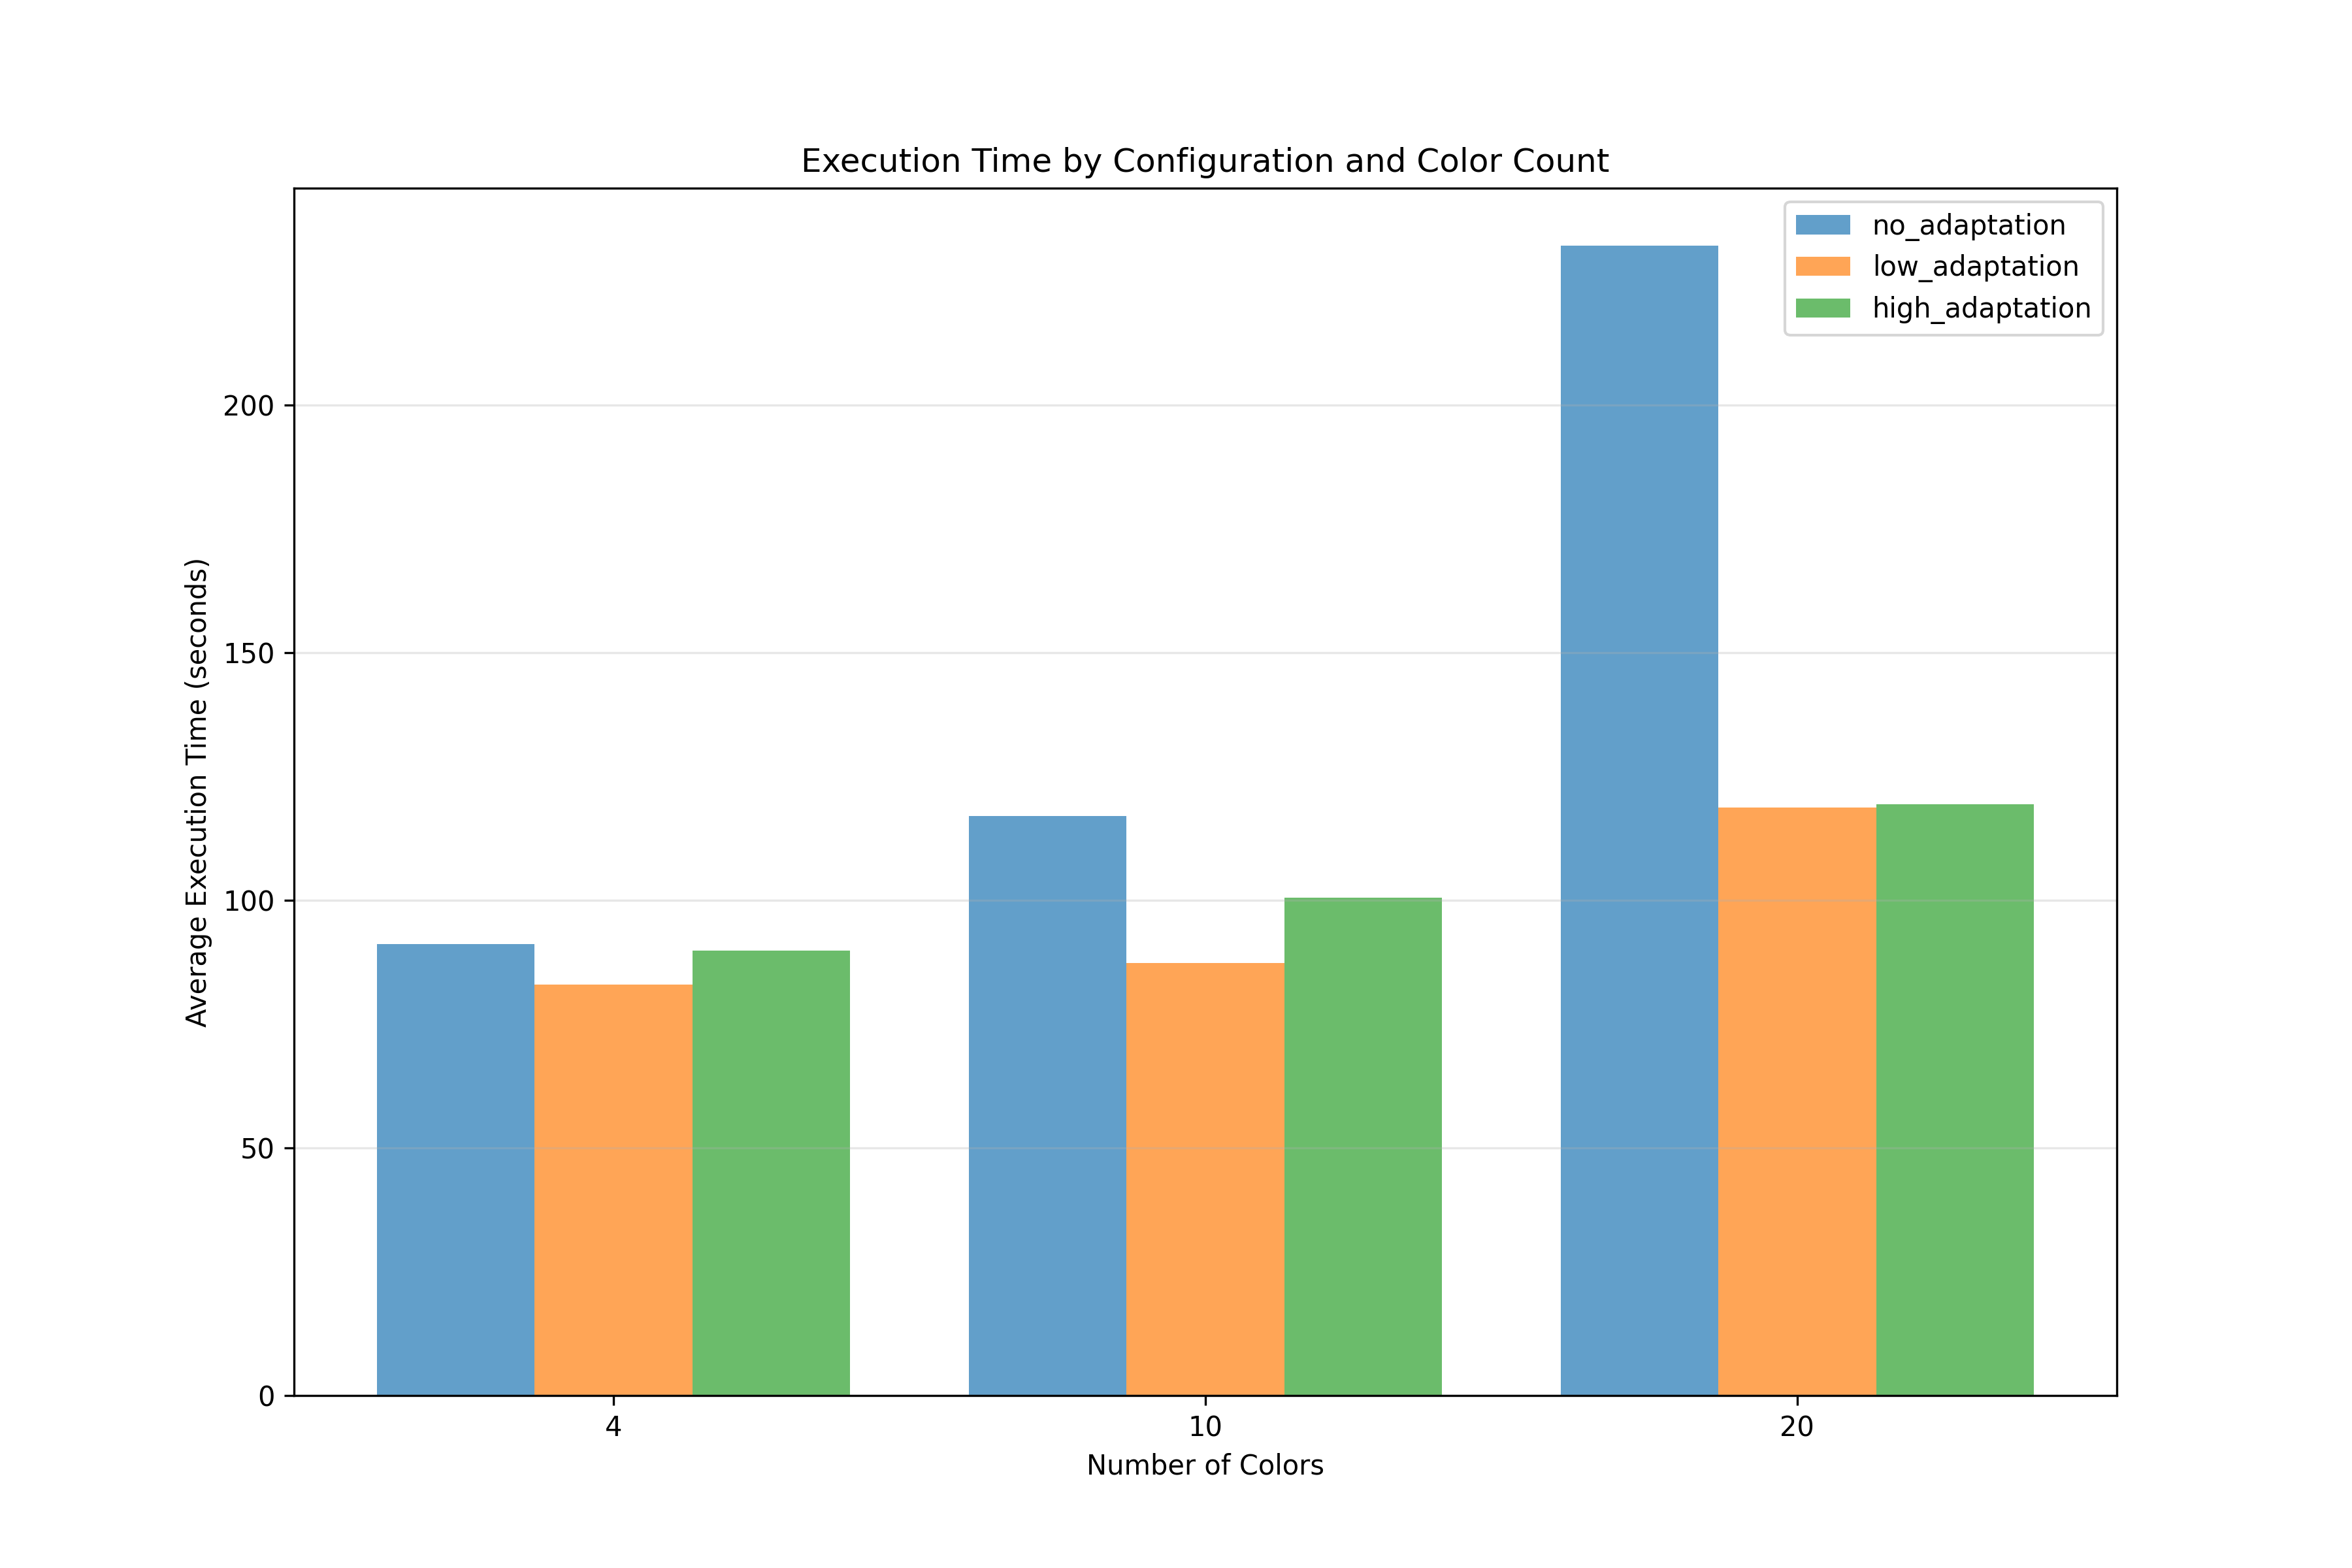 Execution Time by Configuration and Color Count
no_adaptation
low_adaptation
high_adaptation
Average Execution Time (seconds)
200
150
100
50
0
4
10
20
Number of Colors